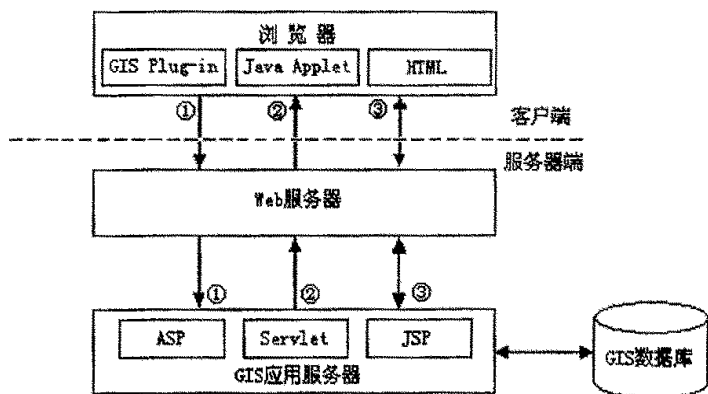 浏览器
GIS Plug-in
Java Applet
HTML
① ② ③
客户端
服务器端
Web服务器
① ② ③
ASP
Servlet
JSP
GIS应用服务器
GIS数据库